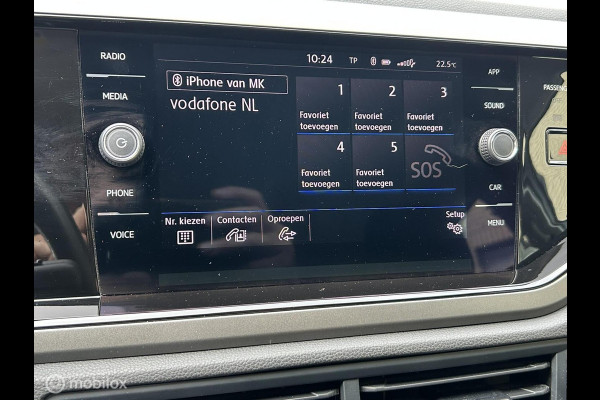 RADIO
MEDIA
PHONE
VOICE
10:24 TP 22.5°C
iPhone van MK
vodafone NL
1
Favoriet
toevoegen
2
Favoriet
toevoegen
3
Favoriet
toevoegen
4
Favoriet
toevoegen
5
Favoriet
toevoegen
SOS
Nr. kiezen
Contacten
Oproepen
Setup
APP
SOUND
CAR
MENU
PASSENG
mobilox